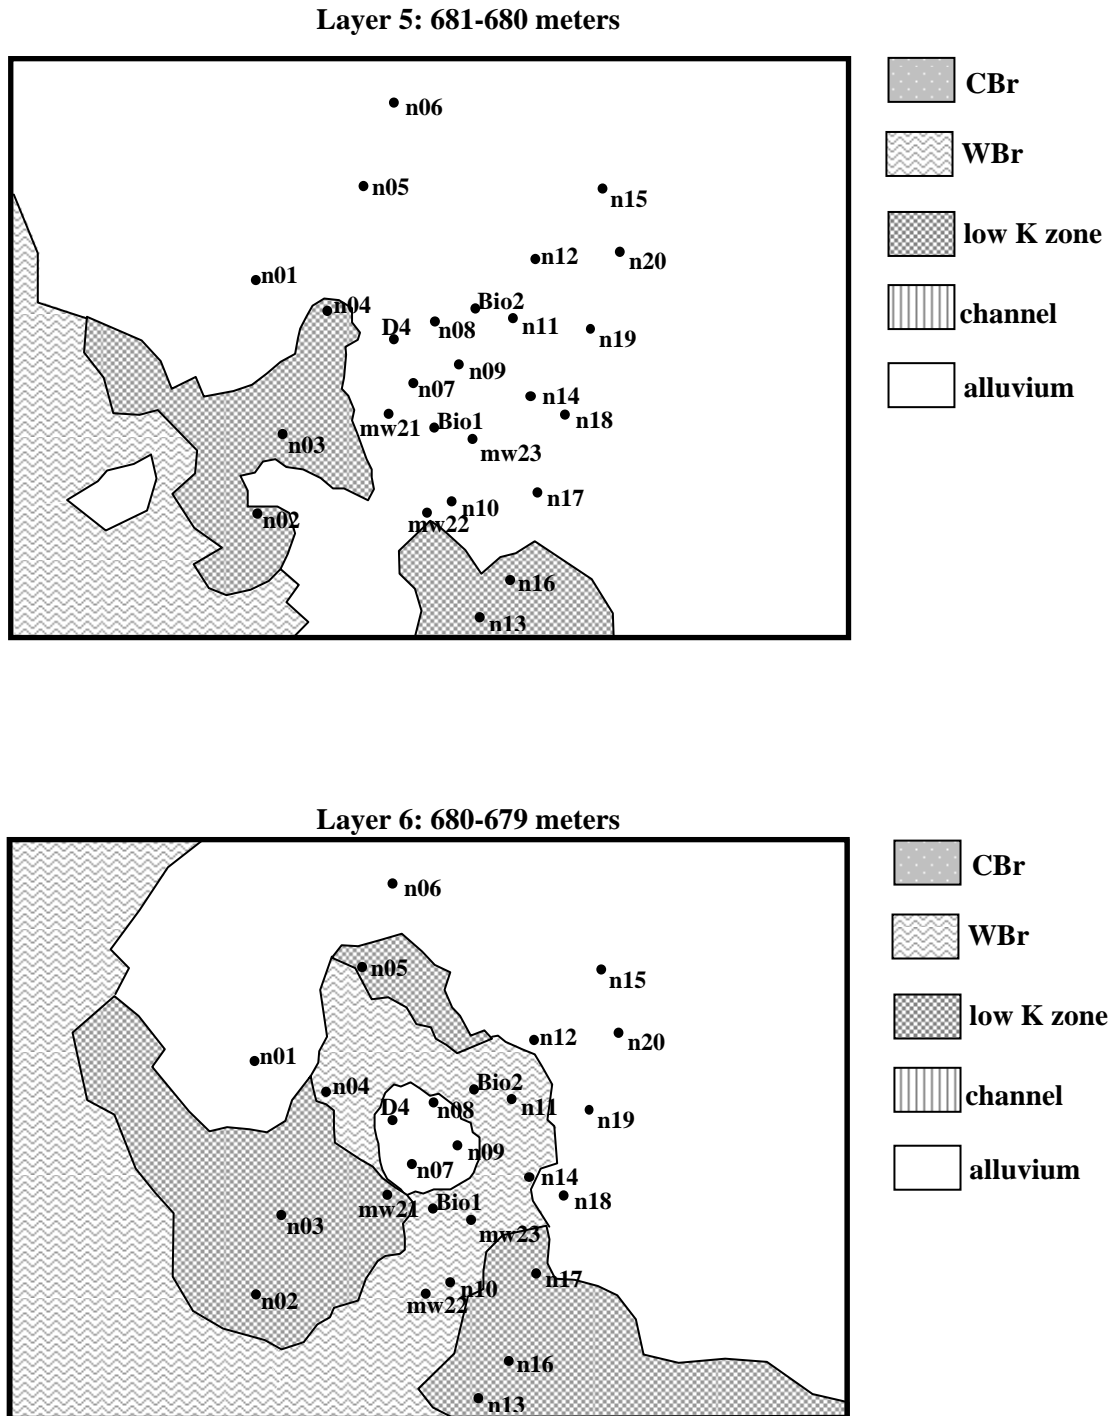 Layer 5: 681-680 meters
n06
CBr
WBr
n05
n15
low K zone
n12
n20
n01
n04
Bio2
D4
n08
n11
n19
channel
n09
n07
n14
alluvium
mw21
Bio1
n18
n03
mw23
n17
n10
n02
mw22
n16
n13
Layer 6: 680-679 meters
n06
CBr
WBr
n05
n15
low K zone
n12
n20
n01
n04
Bio2
D4
n08
n11
n19
channel
n09
n07
n14
alluvium
mw21
Bio1
n18
n03
mw23
n17
n10
n02
mw22
n16
n13